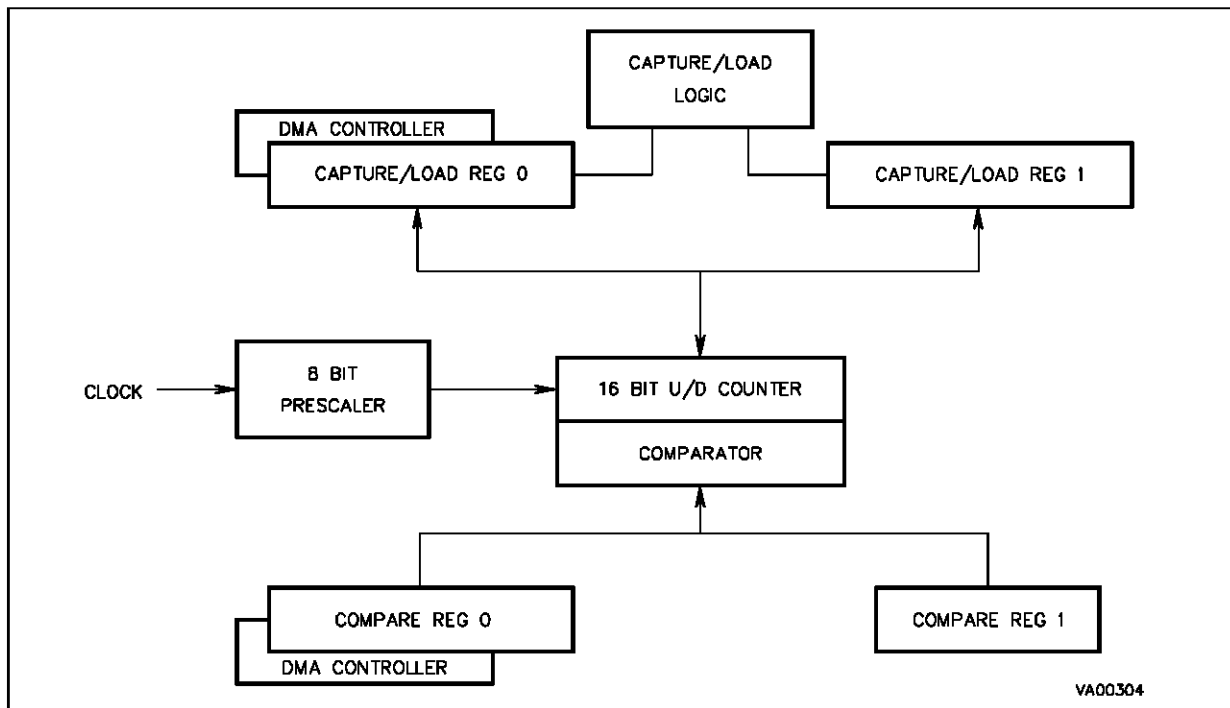 CAPTURE/LOAD
LOGIC
DMA CONTROLLER
CAPTURE/LOAD REG 0
CAPTURE/LOAD REG 1
CLOCK
8 BIT
PRESCALER
16 BIT U/D COUNTER
COMPARATOR
COMPARE REG 0
COMPARE REG 1
DMA CONTROLLER
VA00304